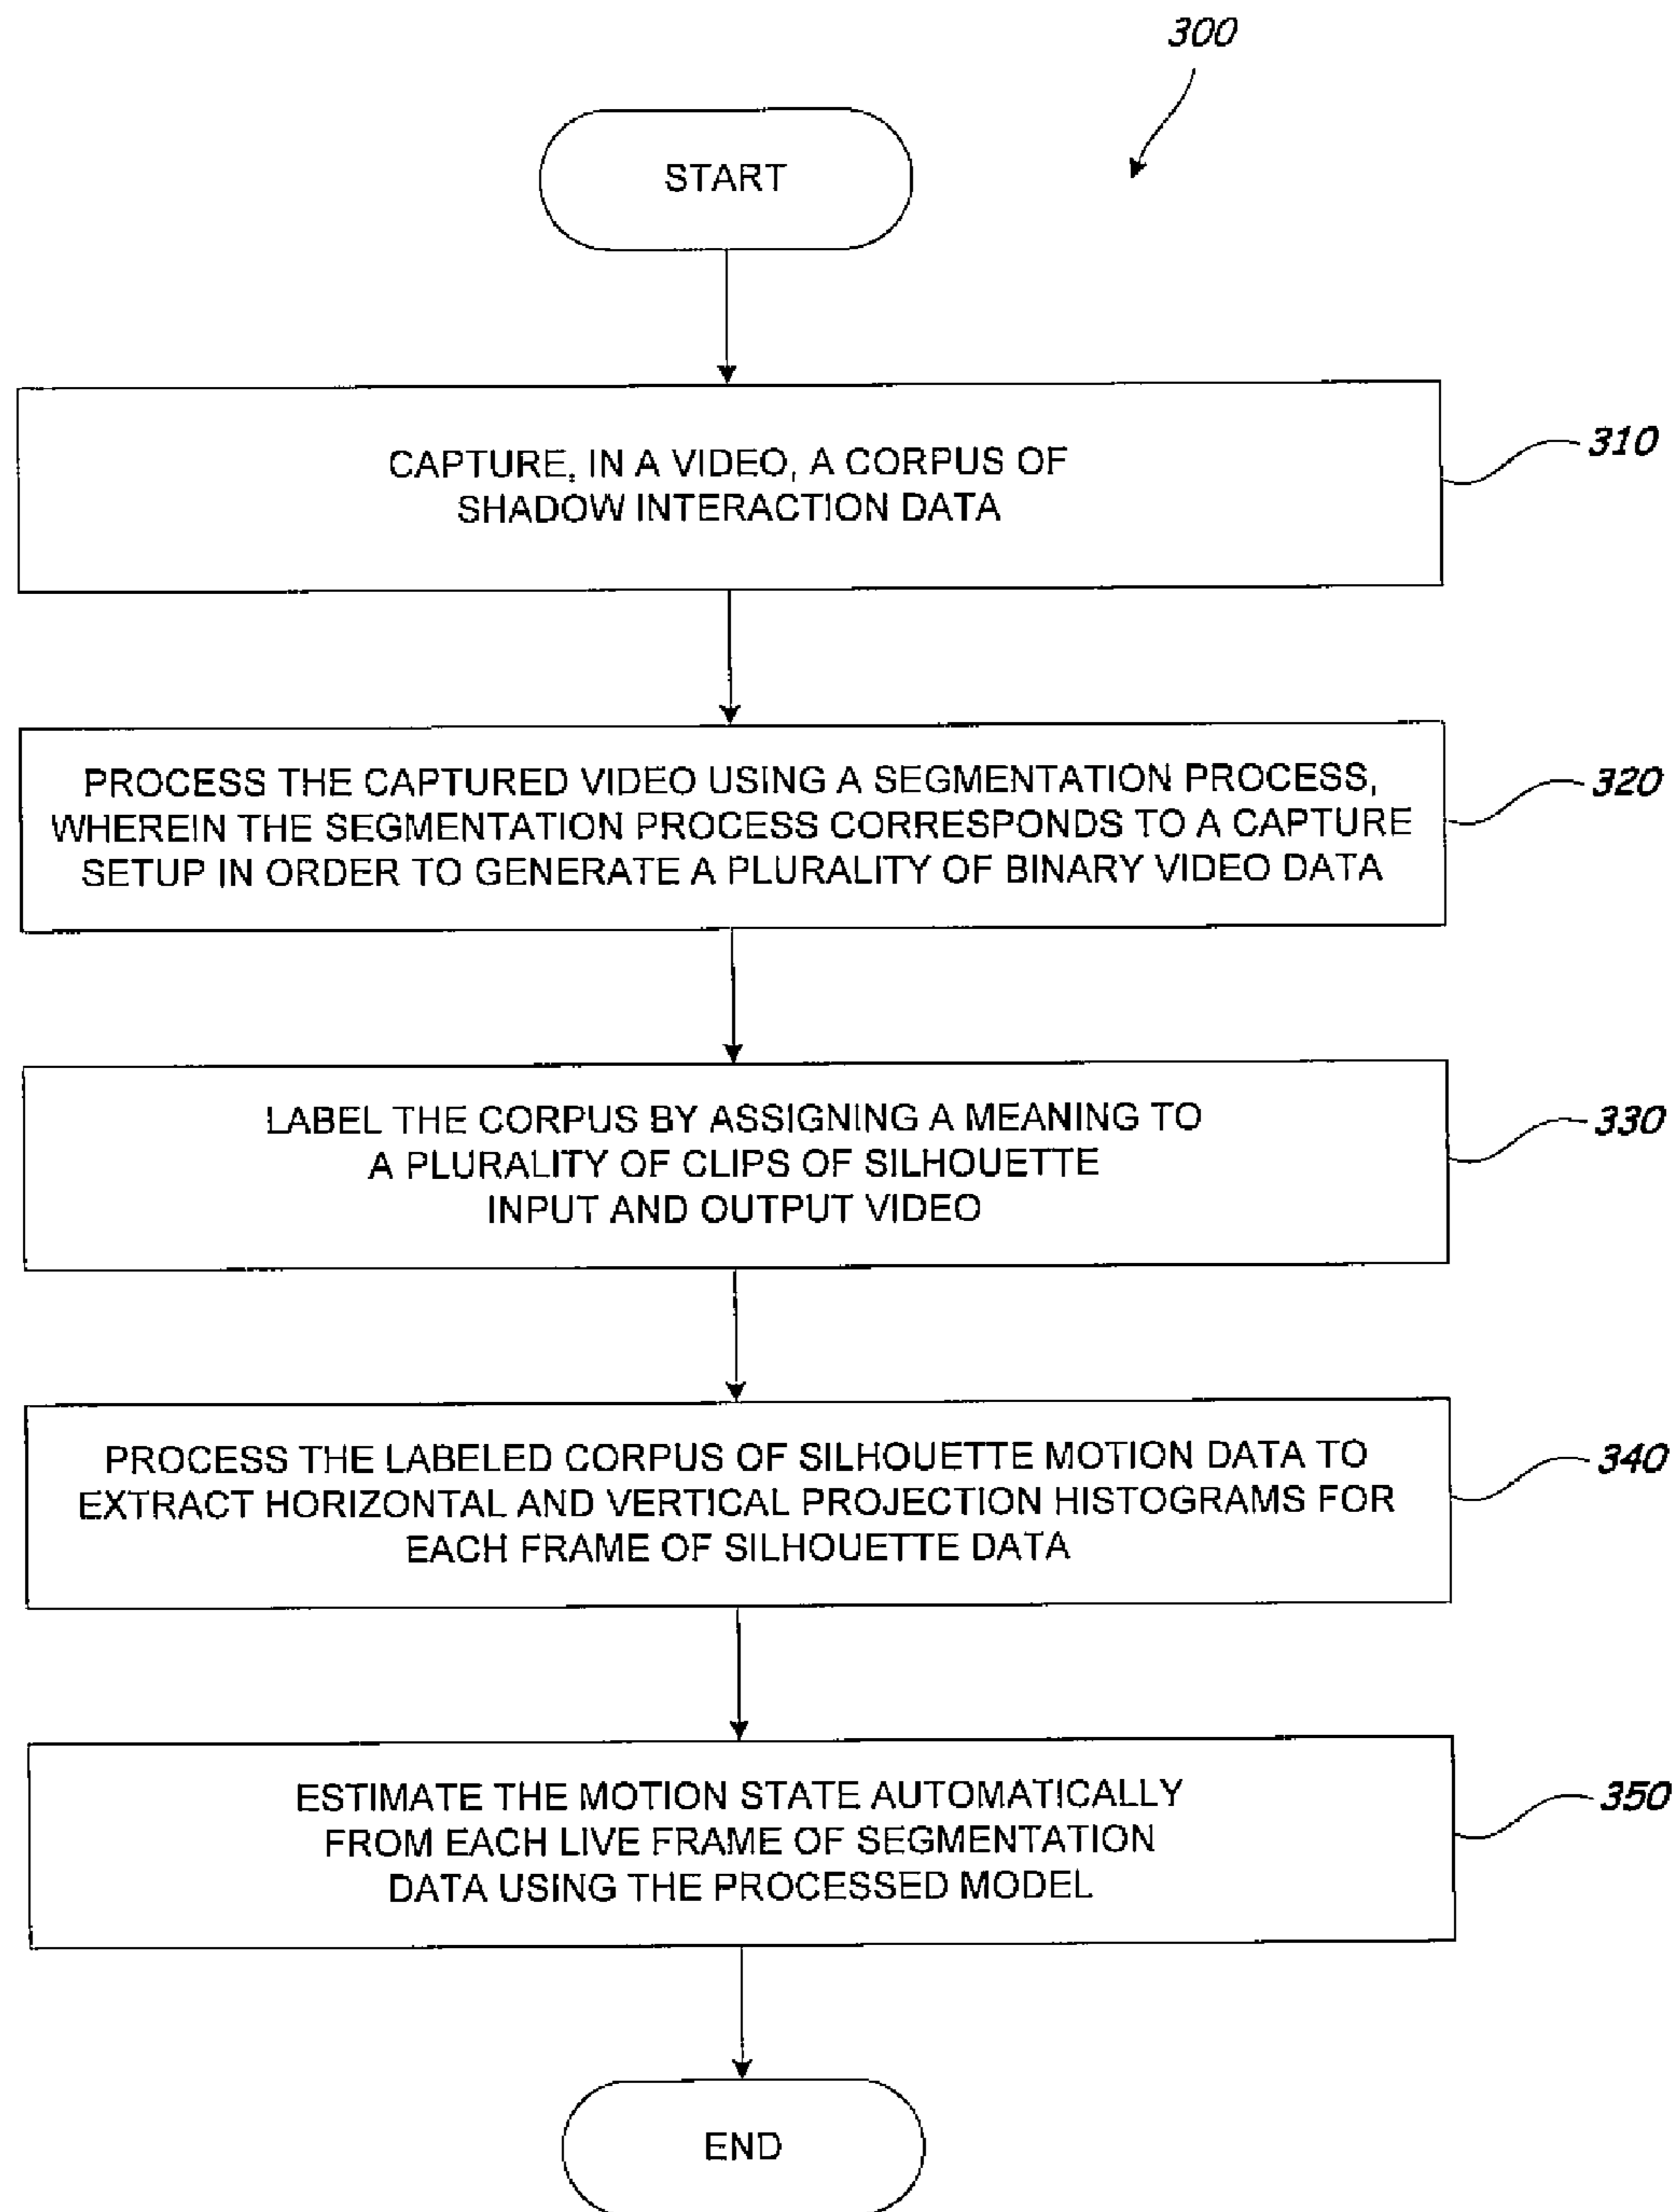 300
START
CAPTURE, IN A VIDEO, A CORPUS OF
SHADOW INTERACTION DATA
310
PROCESS THE CAPTURED VIDEO USING A SEGMENTATION PROCESS,
WHEREIN THE SEGMENTATION PROCESS CORRESPONDS TO A CAPTURE
SETUP IN ORDER TO GENERATE A PLURALITY OF BINARY VIDEO DATA
320
LABEL THE CORPUS BY ASSIGNING A MEANING TO
A PLURALITY OF CLIPS OF SILHOUETTE
INPUT AND OUTPUT VIDEO
330
PROCESS THE LABELED CORPUS OF SILHOUETTE MOTION DATA TO
EXTRACT HORIZONTAL AND VERTICAL PROJECTION HISTOGRAMS FOR
EACH FRAME OF SILHOUETTE DATA
340
ESTIMATE THE MOTION STATE AUTOMATICALLY
FROM EACH LIVE FRAME OF SEGMENTATION
DATA USING THE PROCESSED MODEL
350
END